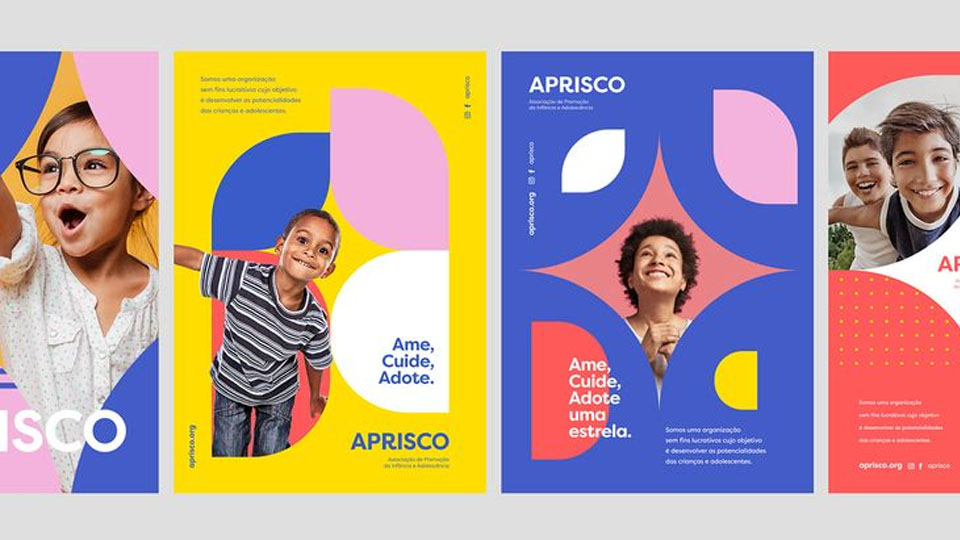 RISCO
Somos uma organização
sem fins lucrativos cujo objetivo
é desenvolver as potencialidades
das crianças e adolescentes.
aprisco
Ame,
Cuide,
Adote.
aprisco.org
APRISCO
Associação de Promoção
da Infância e Adolescência
APRISCO
Associação de Promoção
da Infância e Adolescência
aprisco.org aprisco
Ame,
Cuide,
Adote
uma
estrela.
Somos uma organização
sem fins lucrativos cujo objetivo
é desenvolver as potencialidades
das crianças e adolescentes.
AP
Somos uma organização
sem fins lucrativos cujo objetivo
é desenvolver as potencialidades
das crianças e adolescentes.
aprisco.org aprisco